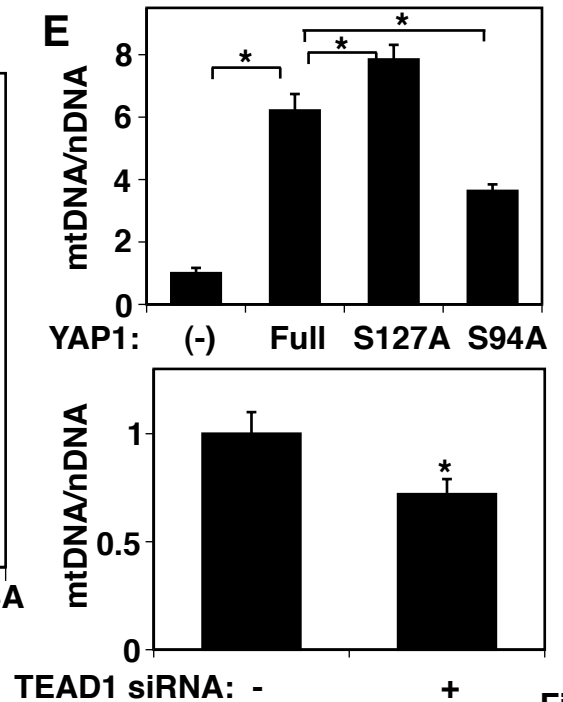 E
mtDNA/nDNA
8
6
4
2
0
*
*
*
YAP1: (-) Full S127A S94A
mtDNA/nDNA
1
0.5
0
*
TEAD1 siRNA: - +
A